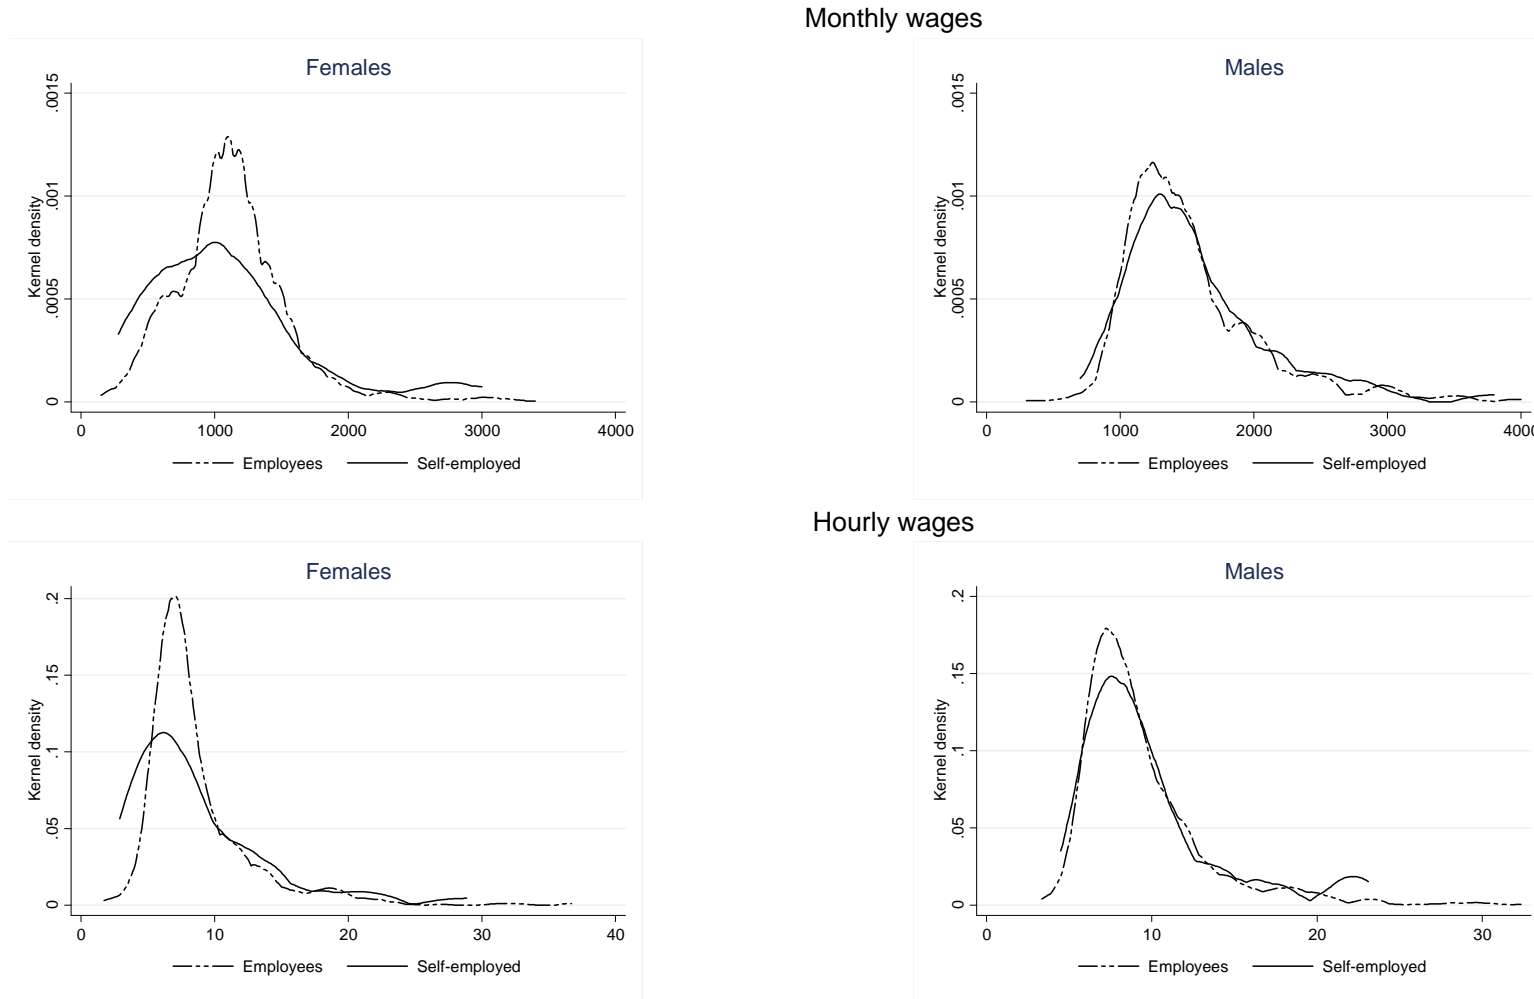 Monthly wages
Females
Kernel density
0 .0005 .001 .0015
0 1000 2000 3000 4000
Employees Self-employed
Males
Kernel density
0 .0005 .001 .0015
0 1000 2000 3000 4000
Employees Self-employed
Hourly wages
Females
Kernel density
0 .05 .1 .15 .2
0 10 20 30 40
Employees Self-employed
Males
Kernel density
0 .05 .1 .15 .2
0 10 20 30
Employees Self-employed